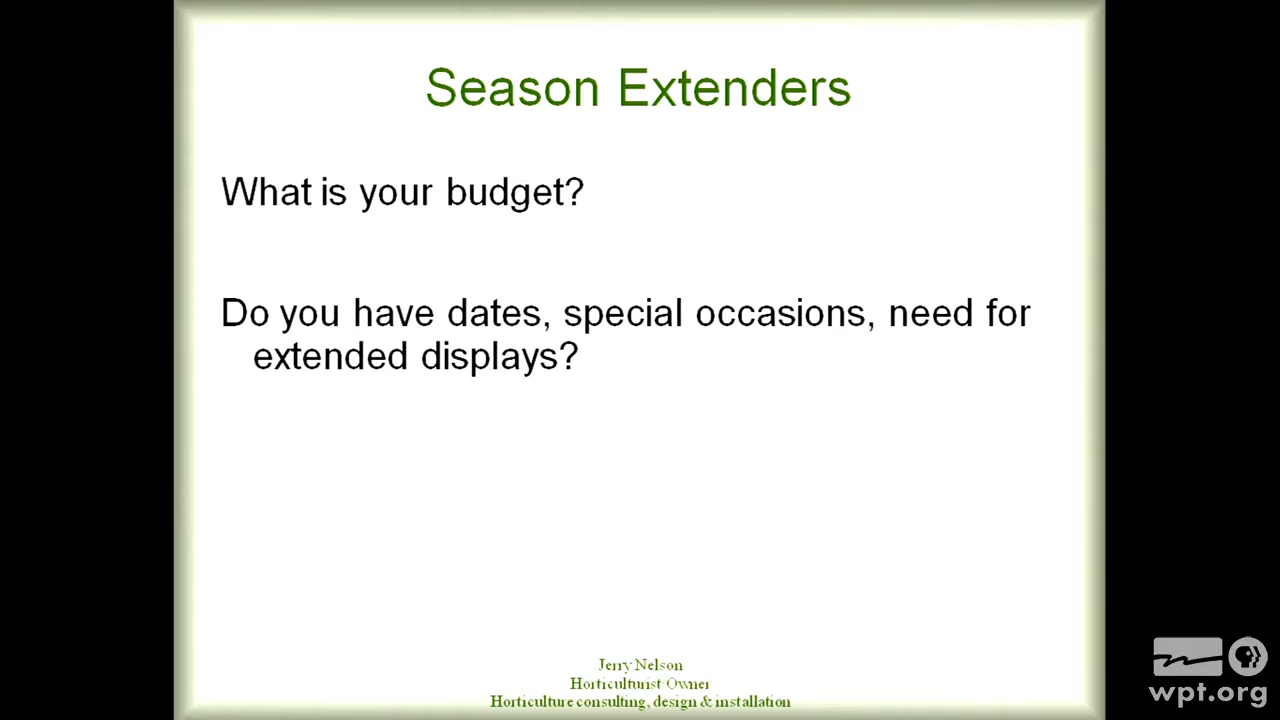 Season Extenders
What is your budget?
Do you have dates, special occasions, need for
extended displays?
Jerry Nelson
Horticulturist-Owner
Horticulture consulting, design & installation
wpt.org